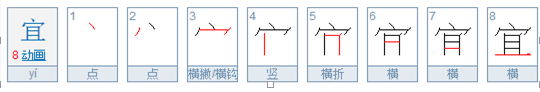 宜 1 2 3 4 5 6 7 8
8 动画
yí 点 点 横撇/横钩 竖 横折 横 横 横